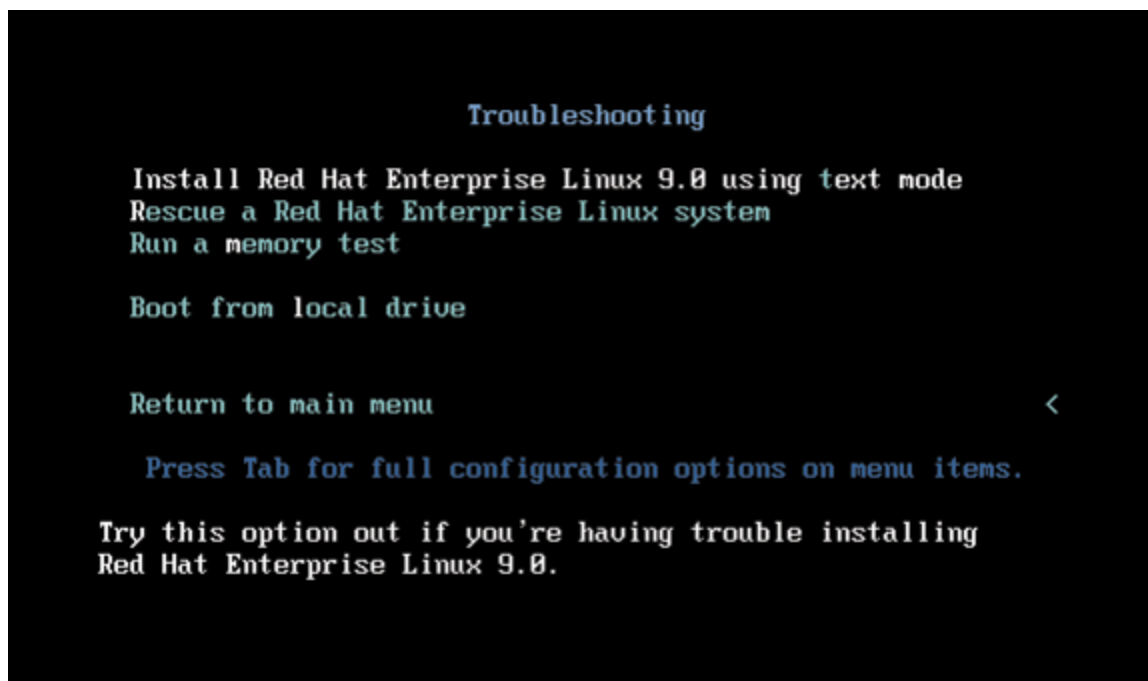 Troubleshooting
Install Red Hat Enterprise Linux 9.0 using text mode
Rescue a Red Hat Enterprise Linux system
Run a memory test
Boot from local drive
Return to main menu <
Press Tab for full configuration options on menu items.
Try this option out if you're having trouble installing
Red Hat Enterprise Linux 9.0.